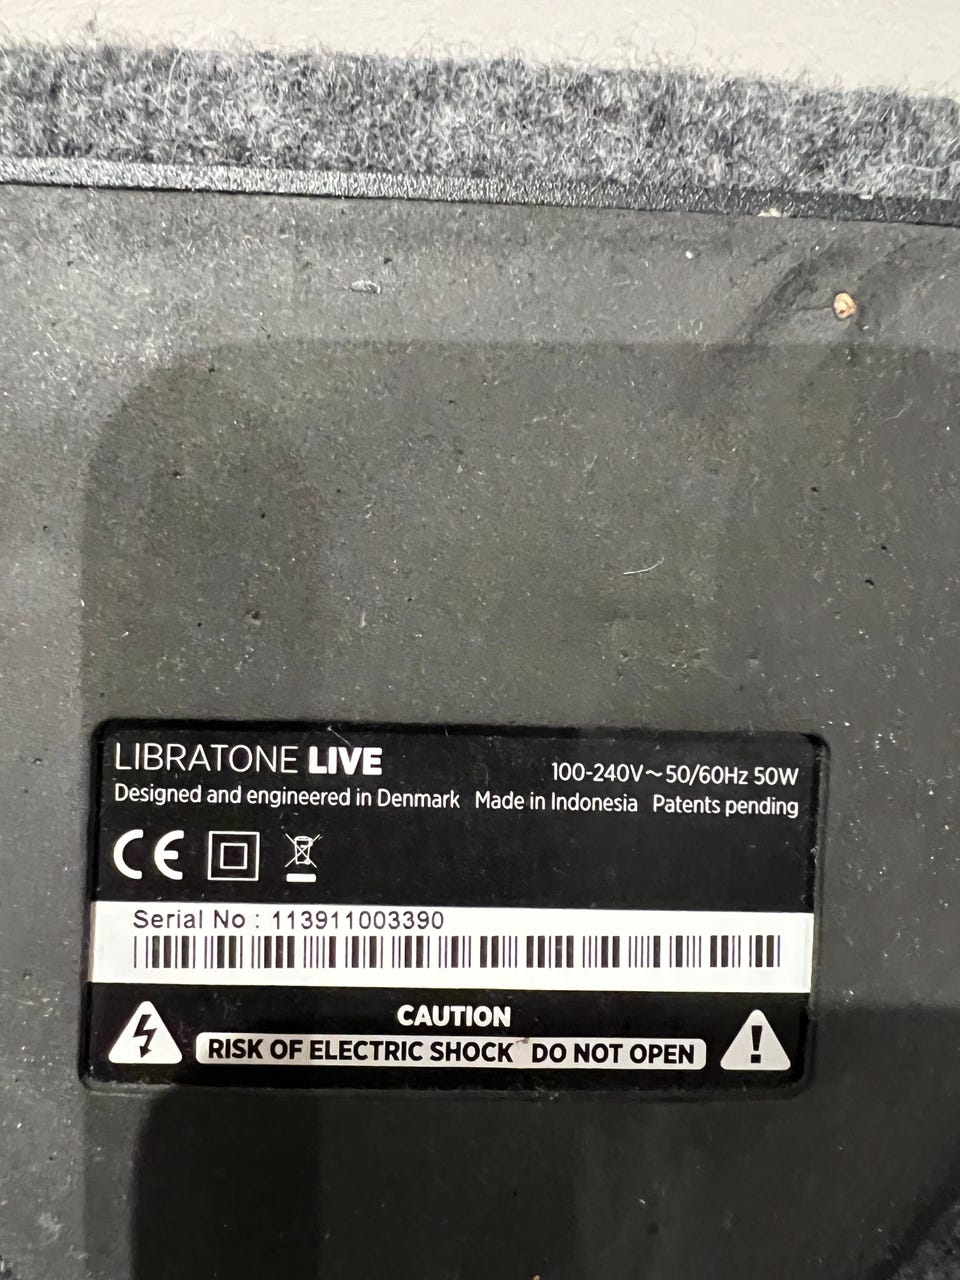 LIBRATONE LIVE 100-240V~50/60Hz 50W
Designed and engineered in Denmark Made in Indonesia Patents pending
CE
Serial No : 113911003390
CAUTION
RISK OF ELECTRIC SHOCK DO NOT OPEN